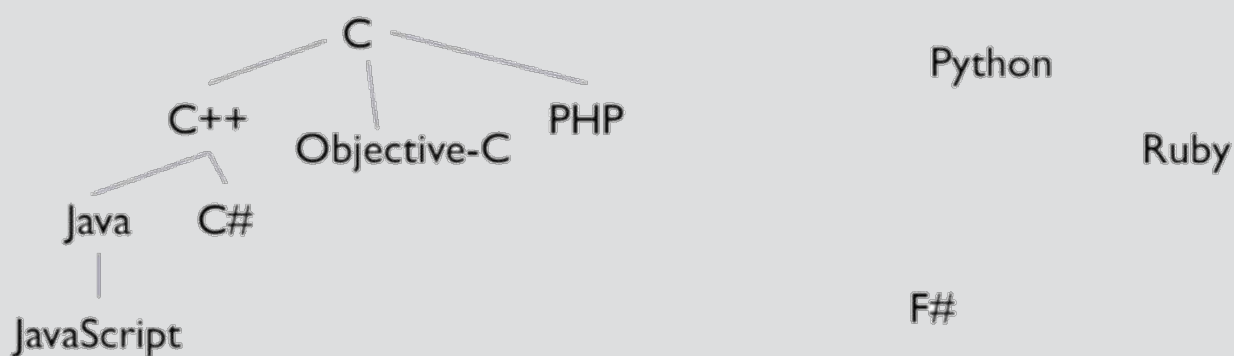 C
Python
C++
PHP
Objective-C
Ruby
Java
C#
F#
JavaScript